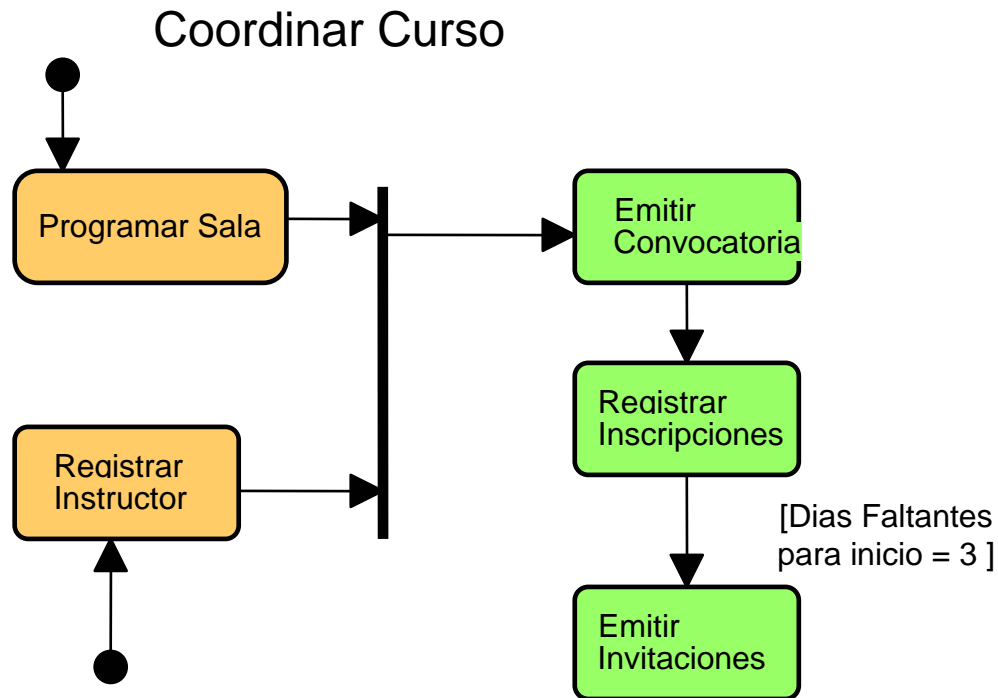 Coordinar Curso
Programar Sala
Emitir
Convocatoria
Registrar
Inscripciones
Registrar
Instructor
[Dias Faltantes
para inicio = 3 ]
Emitir
Invitaciones